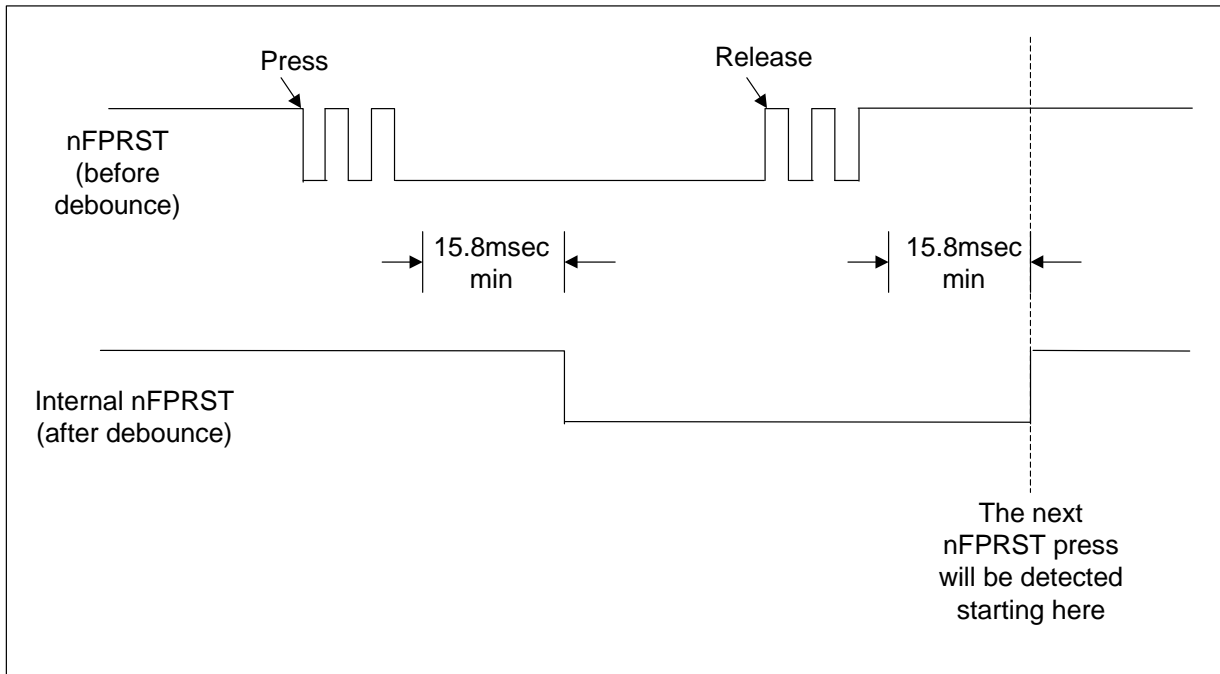 Press
Release
nFPRST
(before
debounce)
15.8msec
min
15.8msec
min
Internal nFPRST
(after debounce)
The next
nFPRST press
will be detected
starting here